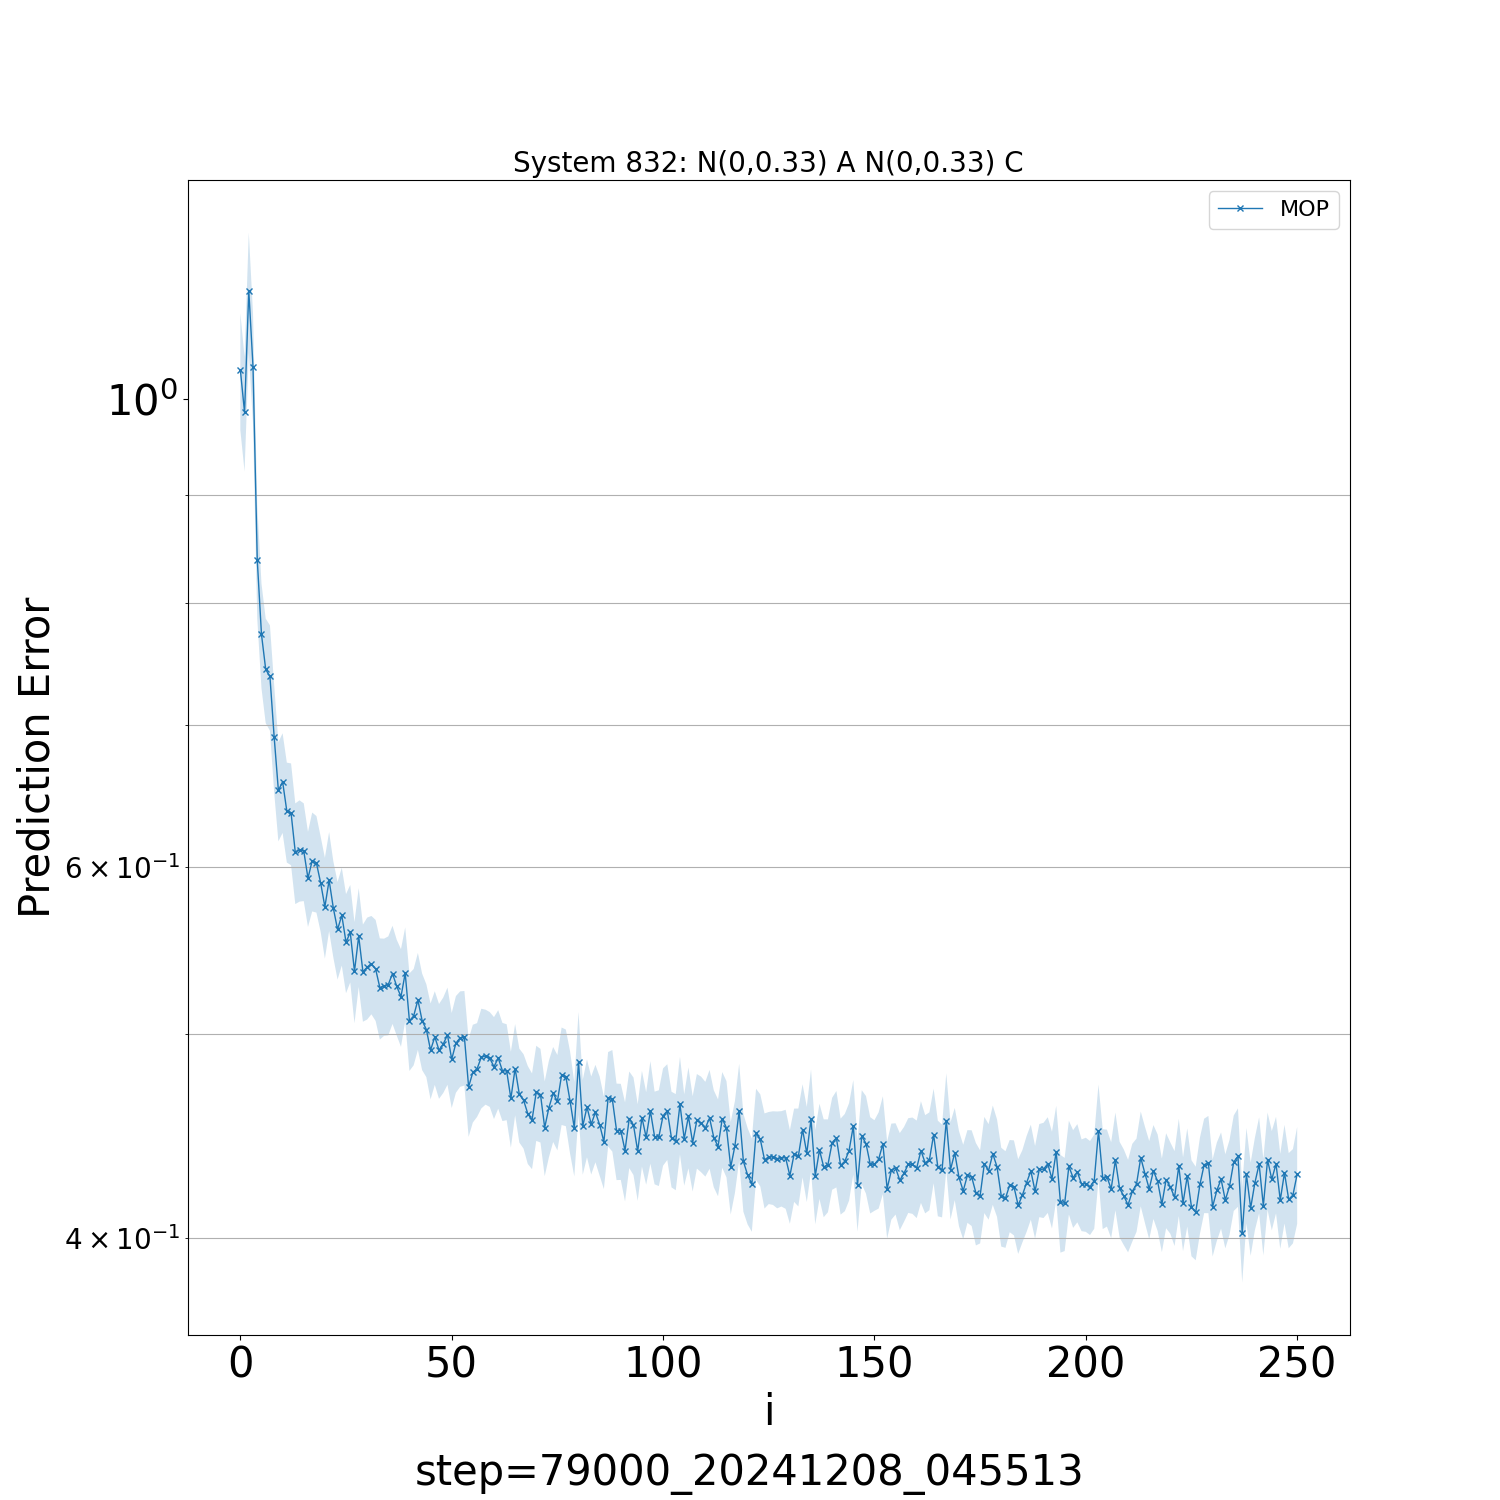 System 832: N(0,0.33) A N(0,0.33) C
MOP
10⁰
6 × 10⁻¹
4 × 10⁻¹
Prediction Error
0 50 100 150 200 250
i
step=79000_20241208_045513